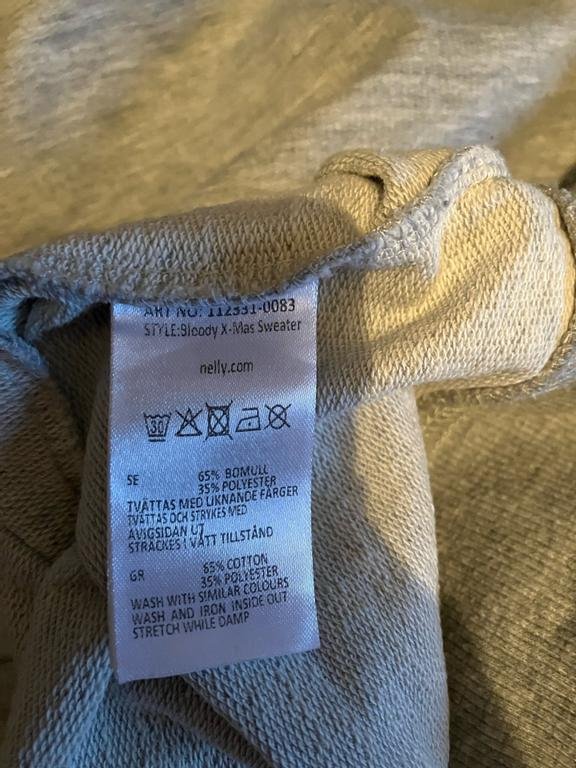 ART NO: 112331-0083
STYLE:Bloody X-Mas Sweater
nelly.com
30
SE 65% BOMULL
35% POLYESTER
TVÄTTAS MED LIKNANDE FÄRGER
TVÄTTAS OCH STRYKES MED
AVIGSIDAN UT
STRÄCKES I VÅTT TILLSTÅND
GR 65% COTTON
35% POLYESTER
WASH WITH SIMILAR COLOURS
WASH AND IRON INSIDE OUT
STRETCH WHILE DAMP